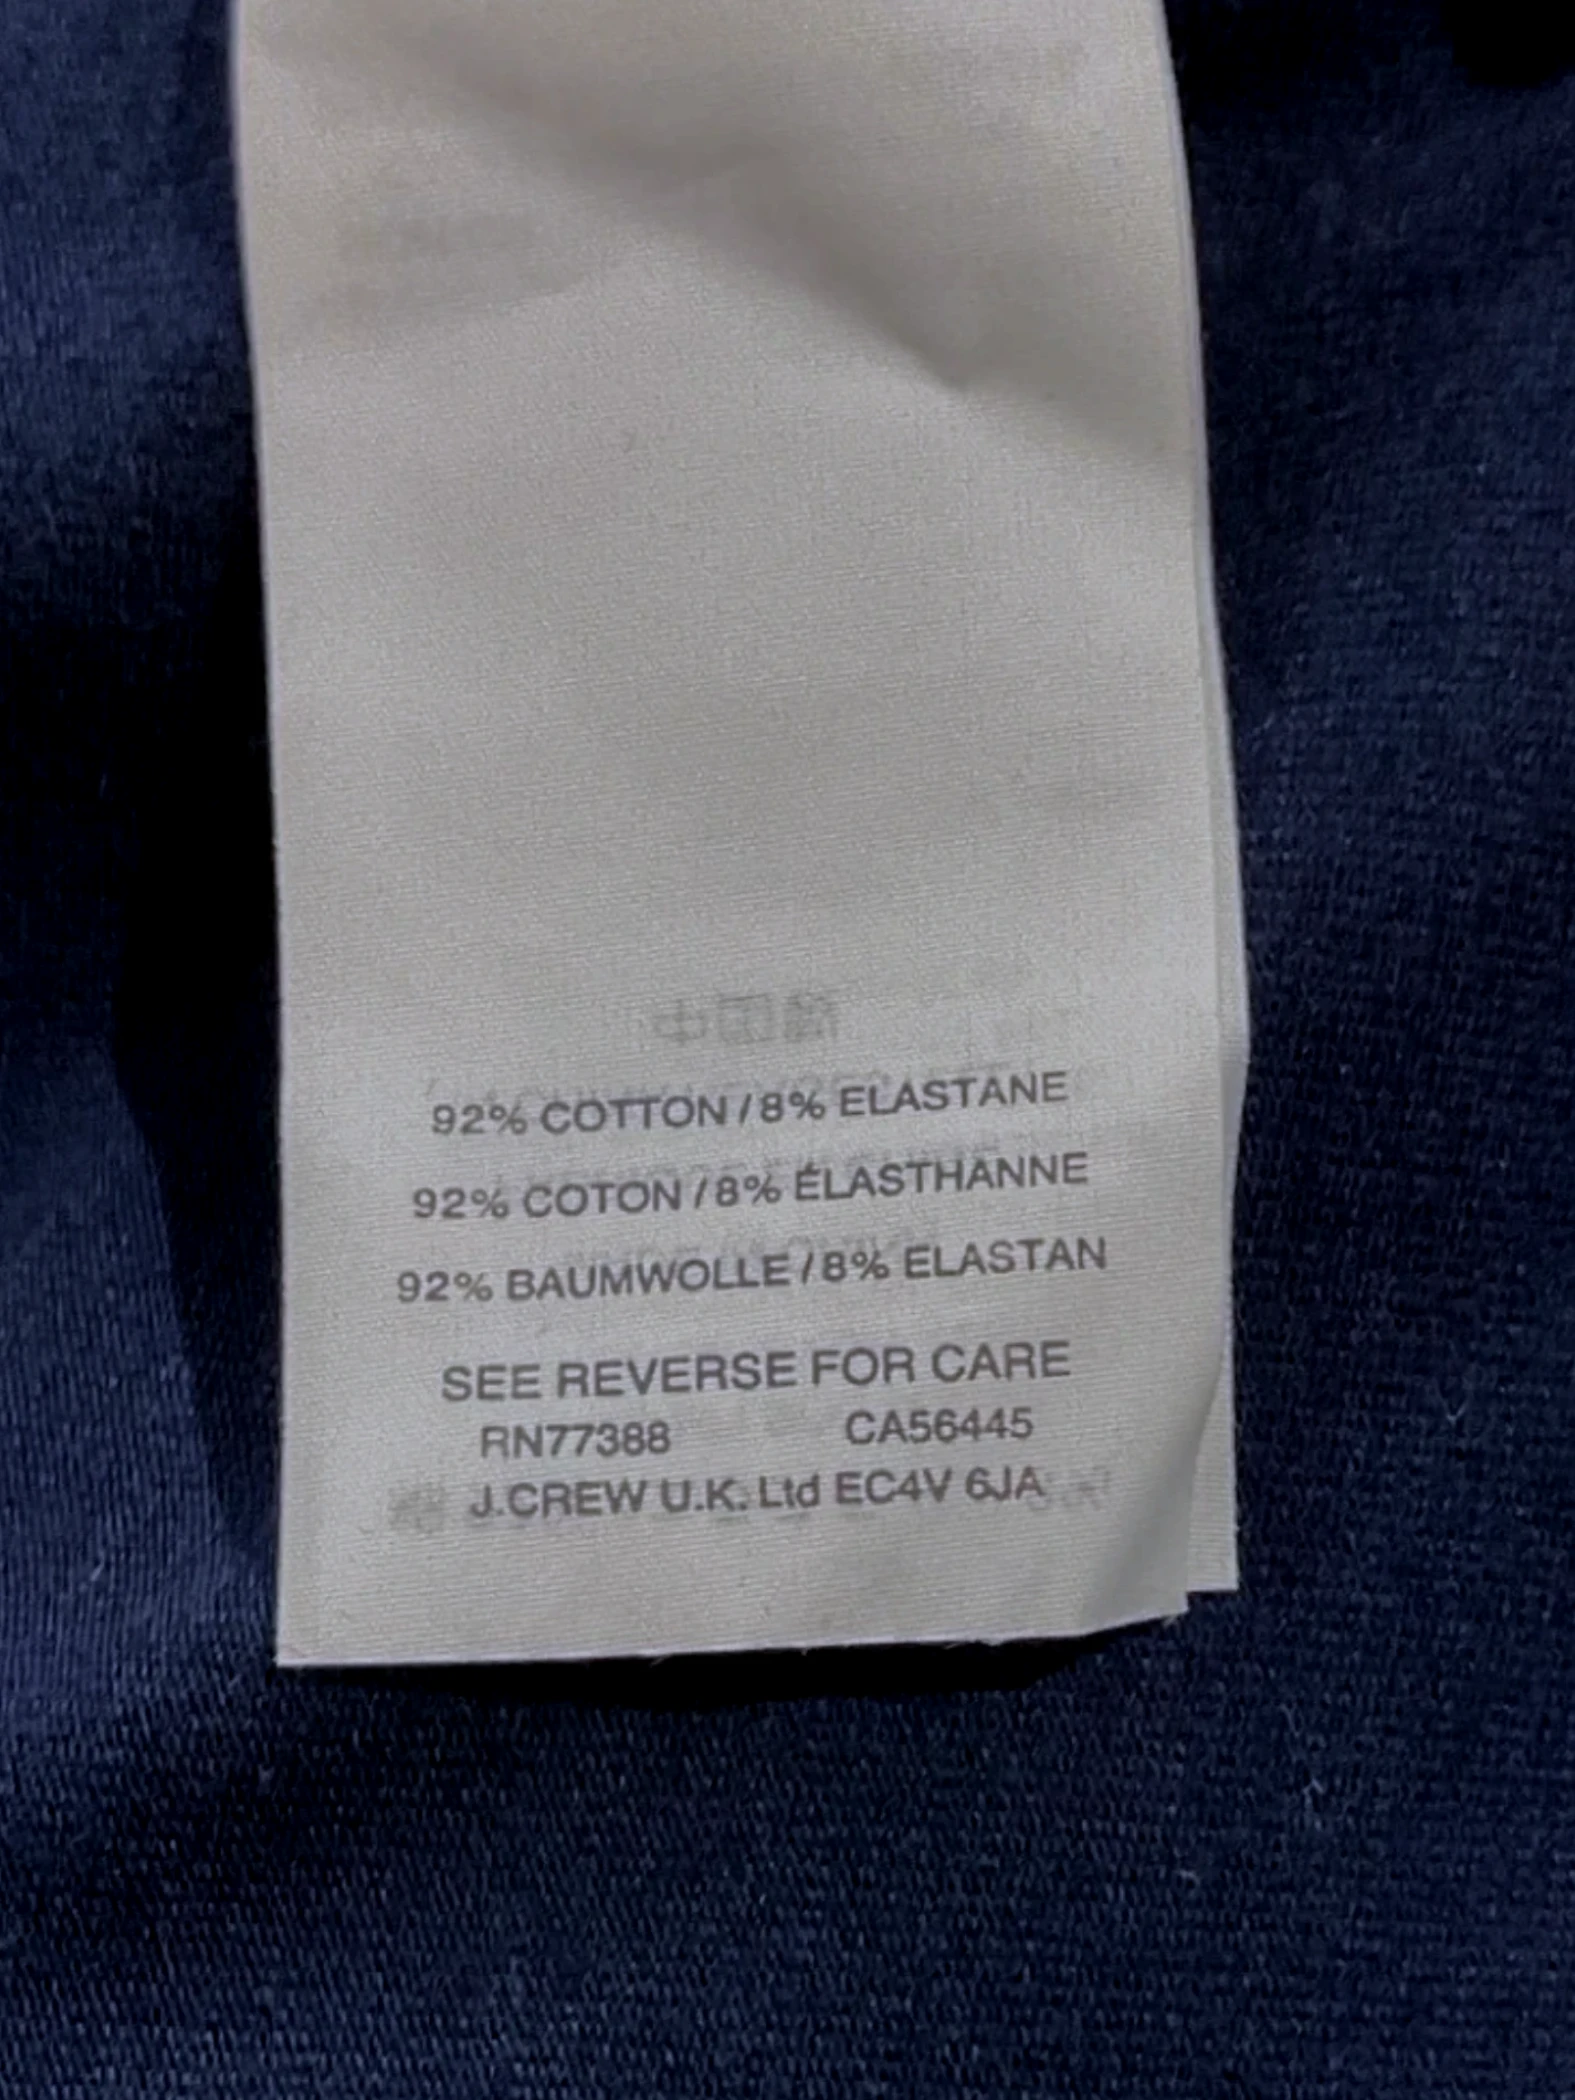 92% COTTON / 8% ELASTANE
92% COTON / 8% ÉLASTHANNE
92% BAUMWOLLE / 8% ELASTAN
SEE REVERSE FOR CARE
RN77388 CA56445
J.CREW U.K. Ltd EC4V 6JA